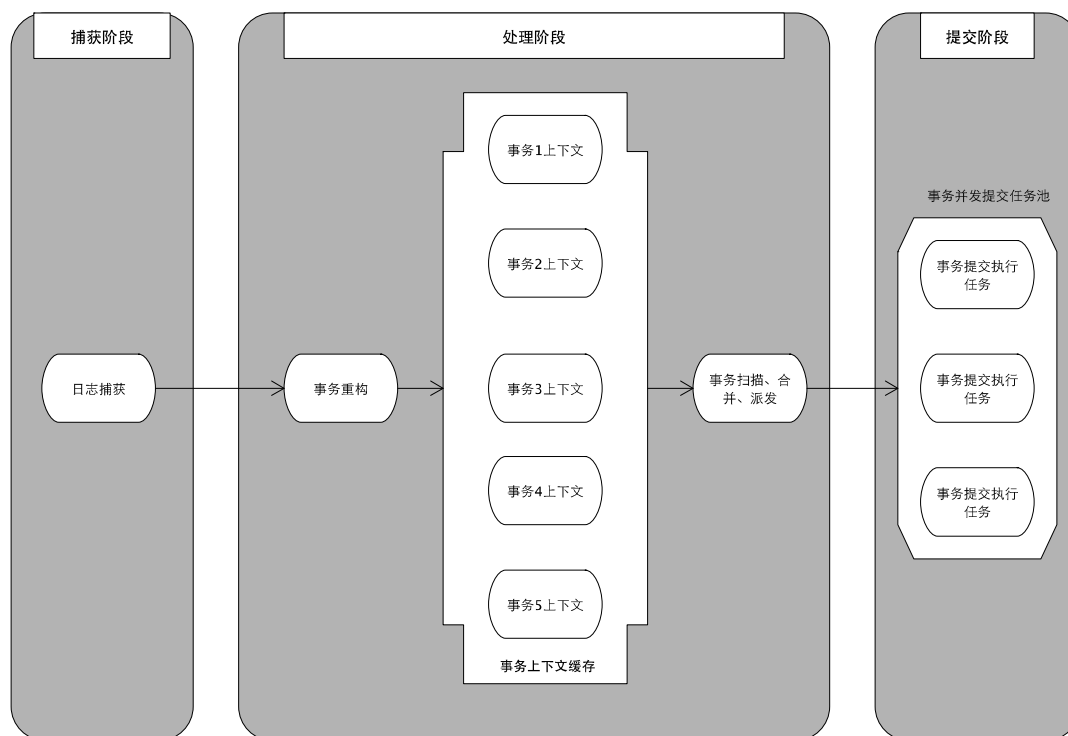 捕获阶段
处理阶段
提交阶段
事务1上下文
事务并发提交任务池
事务2上下文
事务提交执行
任务
日志捕获
事务重构
事务3上下文
事务扫描、合
并、派发
事务提交执行
任务
事务4上下文
事务提交执行
任务
事务5上下文
事务上下文缓存